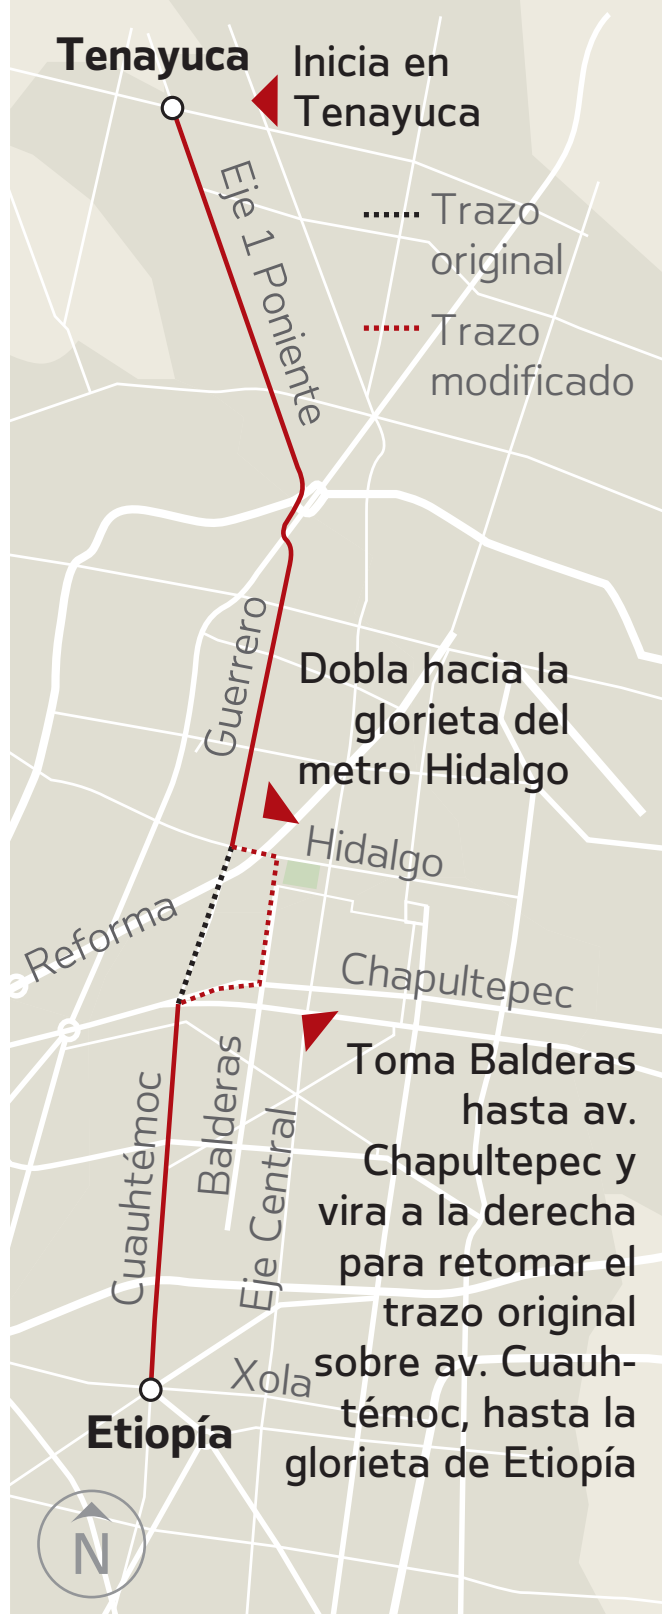 Tenayuca
Inicia en
Tenayuca
Eje 1 Poniente
Trazo
original
Trazo
modificado
Guerrero
Dobla hacia la
glorieta del
metro Hidalgo
Hidalgo
Reforma
Chapultepec
Balderas
Cuauhtémoc
Eje Central
Toma Balderas
hasta av.
Chapultepec y
vira a la derecha
para retomar el
trazo original
sobre av. Cuauh-
témoc, hasta la
glorieta de Etiopía
Xola
Etiopía
N